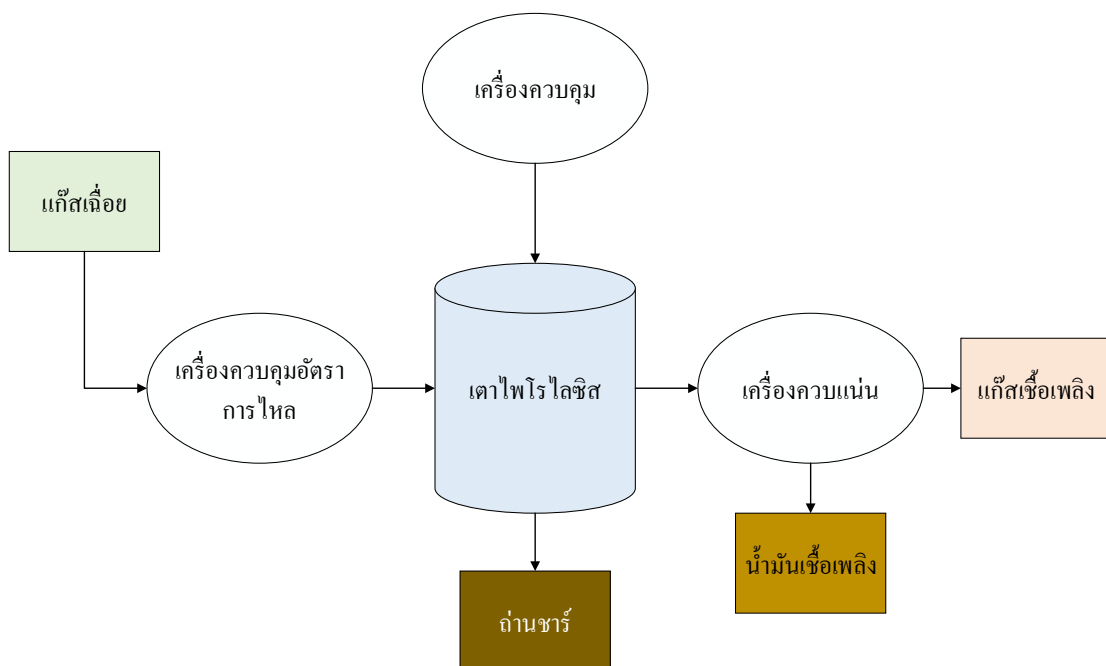 เครื่องควบคุม
แก๊สเฉื่อย
เครื่องควบคุมอัตรา
การไหล
เตาไพโรไลซิส
เครื่องควบแน่น
แก๊สเชื้อเพลิง
น้ำมันเชื้อเพลิง
ถ่านชาร์